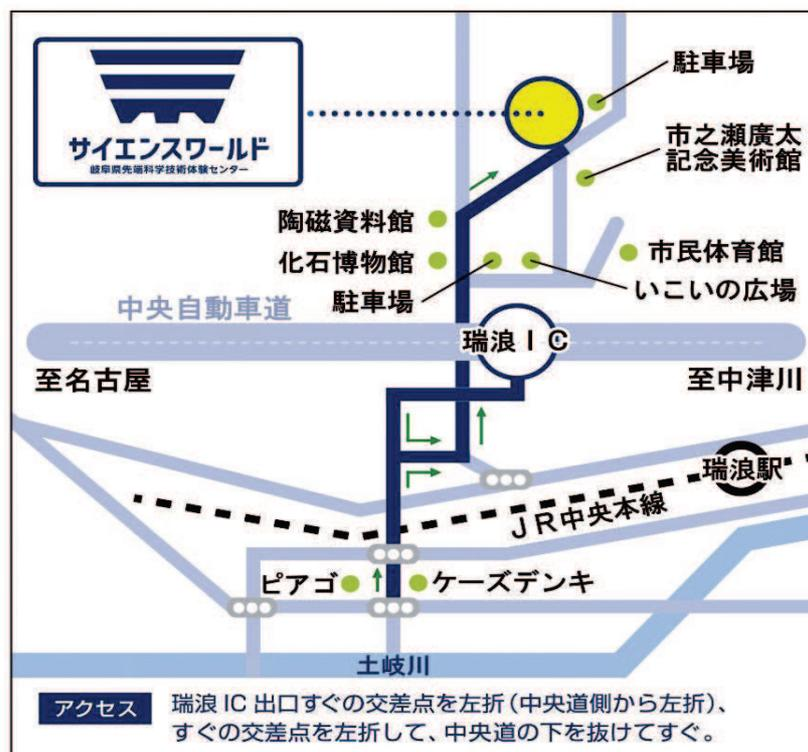 サイエンスワールド
岐阜県先端科学技術体験センター
駐車場
市之瀬廣太
記念美術館
陶磁資料館
化石博物館
駐車場
市民体育館
いこいの広場
中央自動車道
瑞浪IC
至名古屋
至中津川
瑞浪駅
JR中央本線
ピアゴ
ケーズデンキ
土岐川
アクセス
瑞浪IC出口すぐの交差点を左折(中央道側から左折)、
すぐの交差点を左折して、中央道の下を抜けてすぐ。